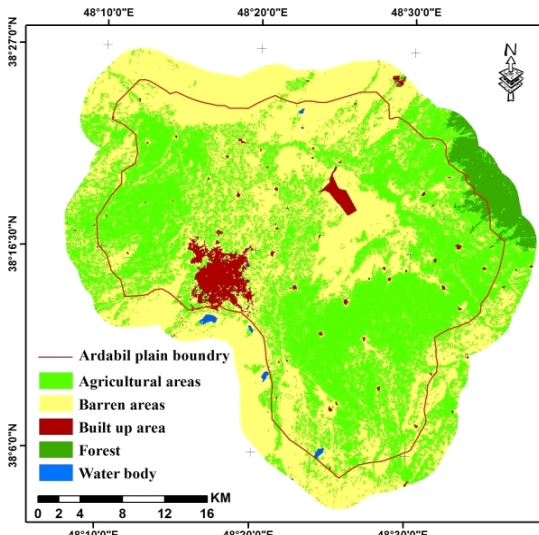 48°10'0"E 48°20'0"E 48°30'0"E
38°27'0"N
N
38°16'30"N
38°6'0"N
Ardabil plain boundry
Agricultural areas
Barren areas
Built up area
Forest
Water body
KM
0 2 4 8 12 16